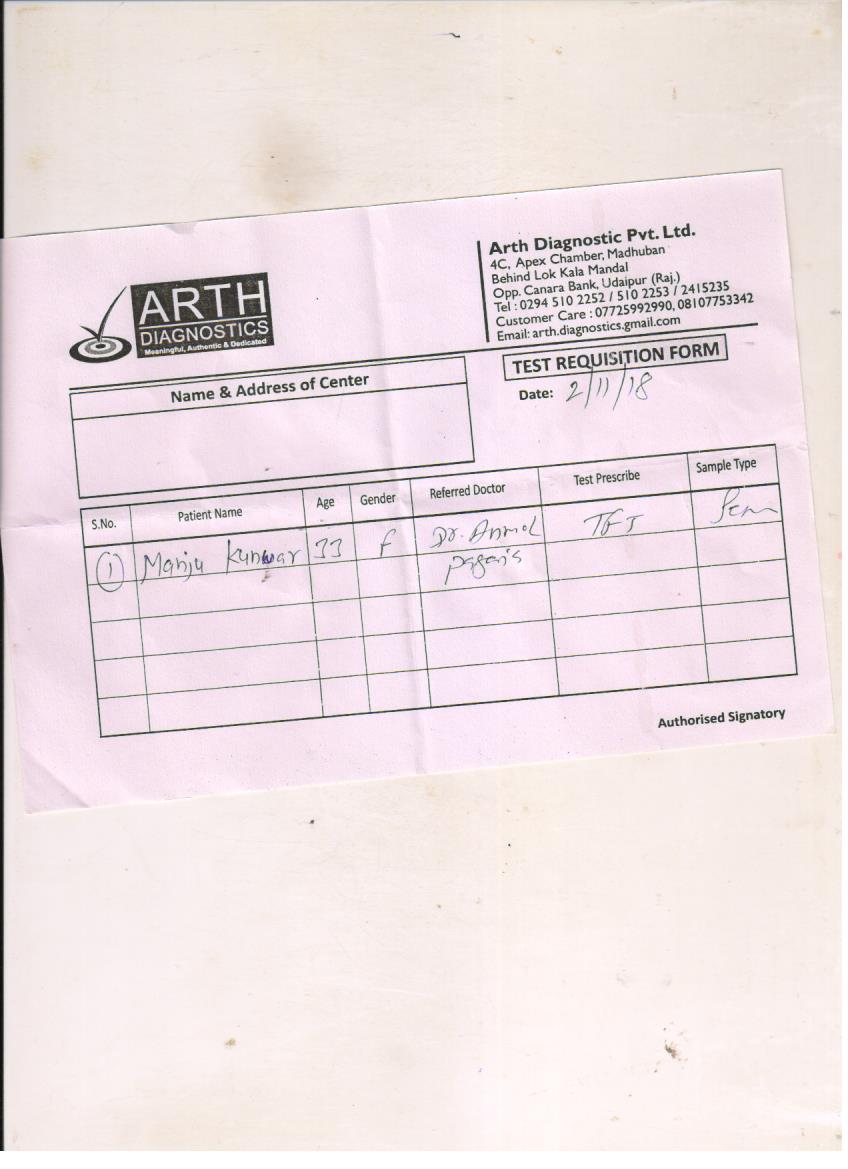 ARTH
DIAGNOSTICS
Meaningful, Authentic & Dedicated
Arth Diagnostic Pvt. Ltd.
4C, Apex Chamber, Madhuban
Behind Lok Kala Mandal
Opp. Canara Bank, Udaipur (Raj.)
Tel : 0294 510 2252 / 510 2253 / 2415235
Customer Care : 07725992990, 08107753342
Email: arth.diagnostics.gmail.com
TEST REQUISITION FORM
Name & Address of Center
Date: 2/11/18
S.No. Patient Name Age Gender Referred Doctor Test Prescribe Sample Type
1 Manju Kunwar 33 F Dr. Anmol
Authorised Signatory